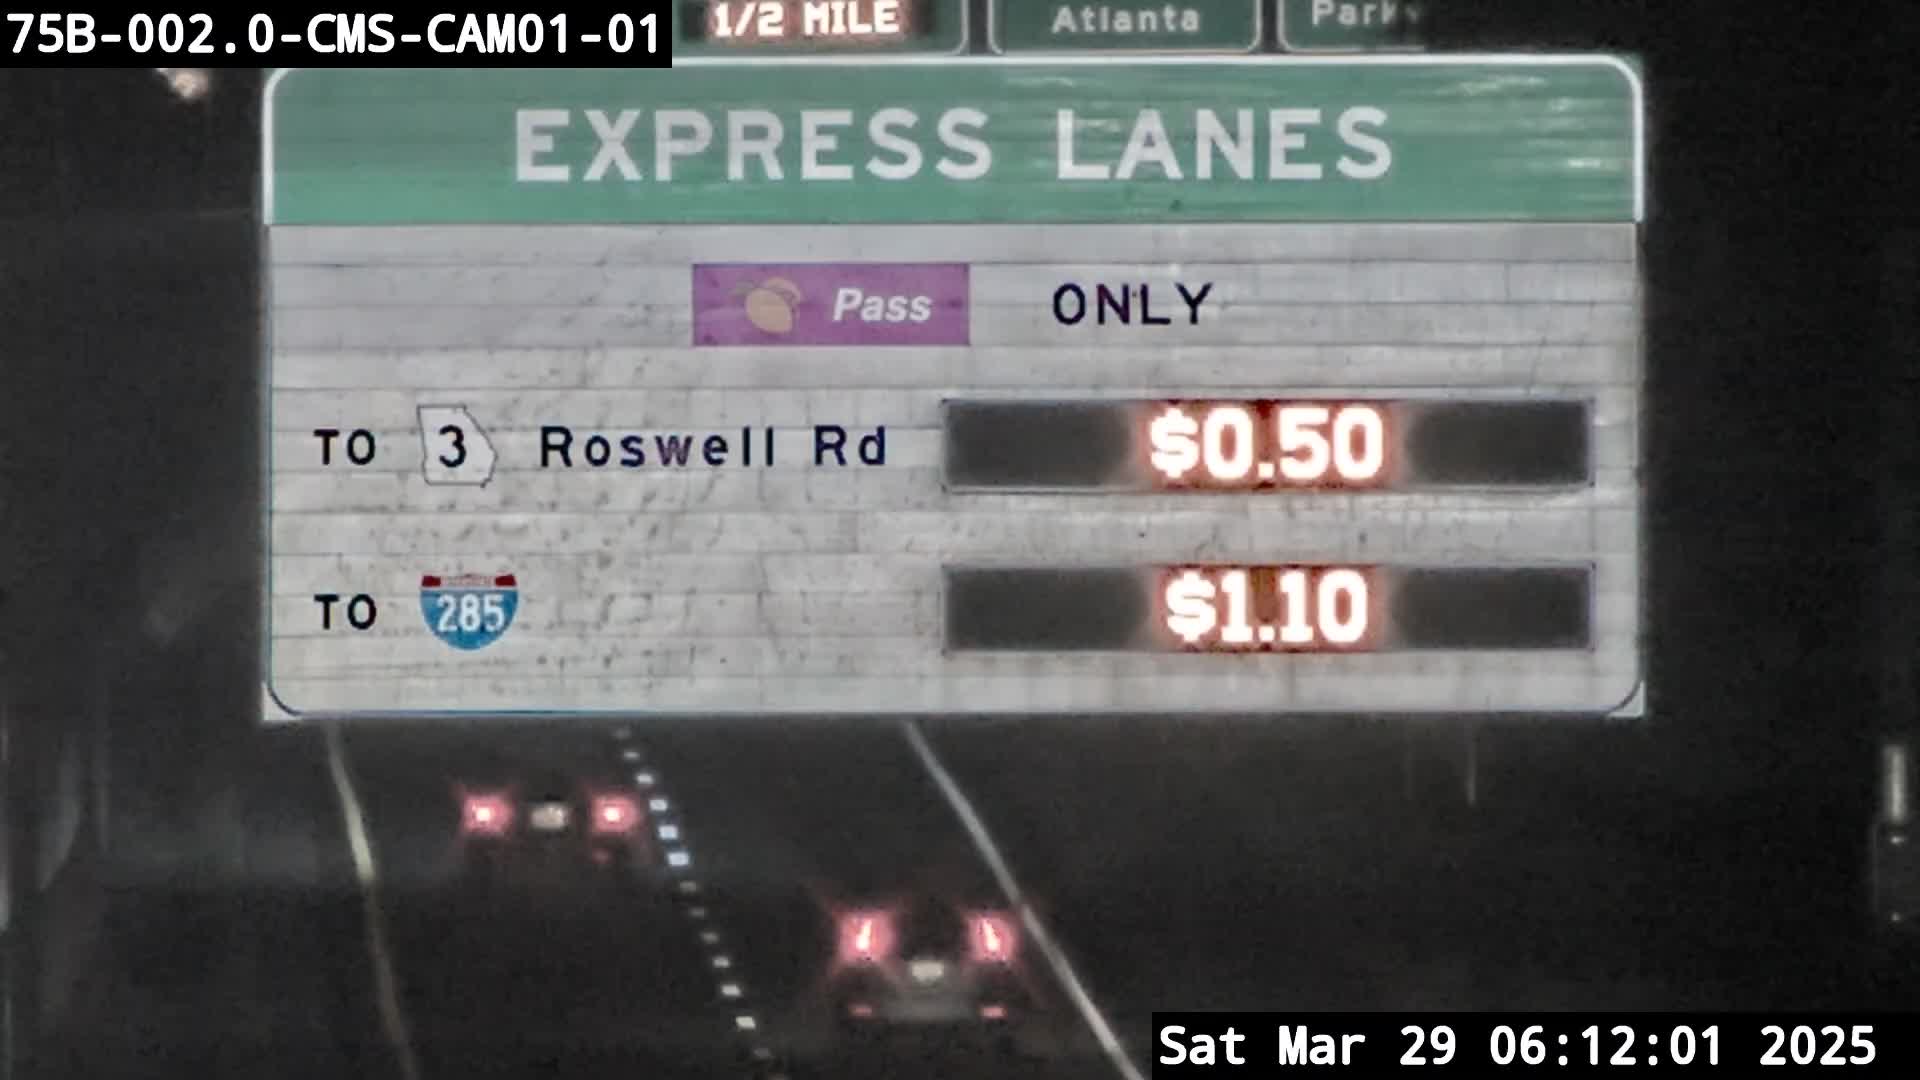 75B-002.0-CMS-CAM01-01
1/2 MILE
Atlanta
EXPRESS LANES
Pass ONLY
TO 3 Roswell Rd $0.50
TO 285 $1.10
Sat Mar 29 06:12:01 2025